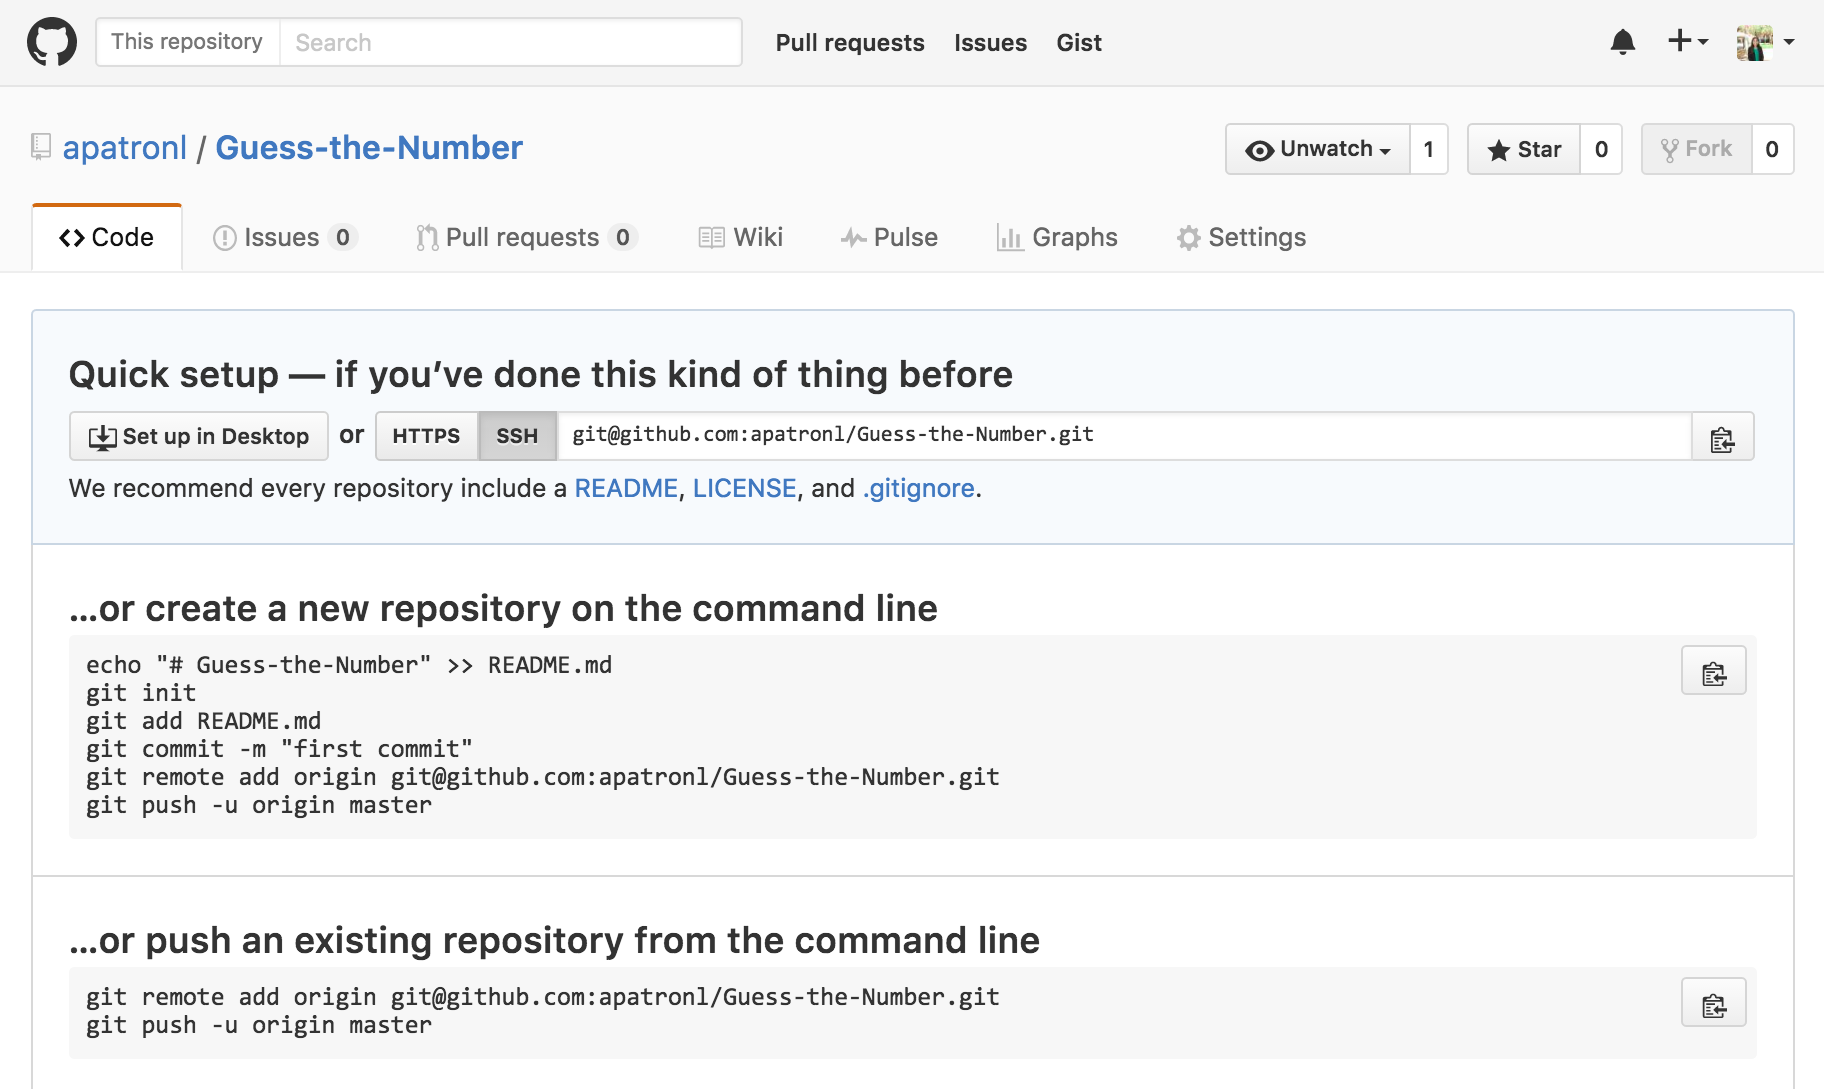 This repository Search Pull requests Issues Gist
apatronl / Guess-the-Number Unwatch 1 Star 0 Fork 0
Code Issues 0 Pull requests 0 Wiki Pulse Graphs Settings
Quick setup — if you’ve done this kind of thing before
Set up in Desktop or HTTPS SSH git@github.com:apatronl/Guess-the-Number.git
We recommend every repository include a README, LICENSE, and .gitignore.
…or create a new repository on the command line
echo "# Guess-the-Number" >> README.md
git init
git add README.md
git commit -m "first commit"
git remote add origin git@github.com:apatronl/Guess-the-Number.git
git push -u origin master
…or push an existing repository from the command line
git remote add origin git@github.com:apatronl/Guess-the-Number.git
git push -u origin master